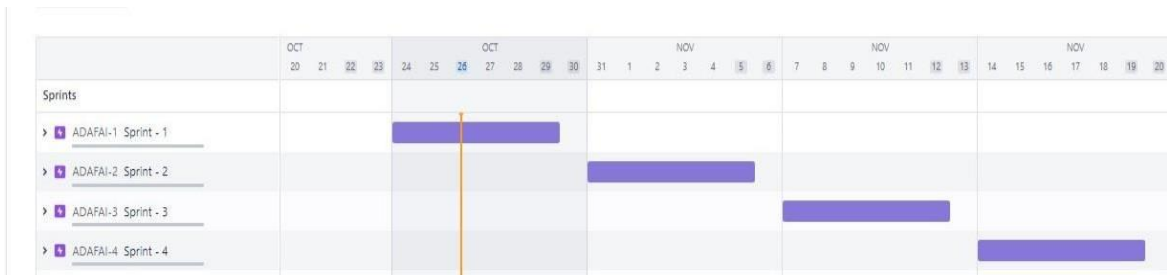 OCT OCT NOV NOV NOV
20 21 22 23 24 25 26 27 28 29 30 31 1 2 3 4 5 6 7 8 9 10 11 12 13 14 15 16 17 18 19 20
Sprints
ADAFAI-1 Sprint - 1
ADAFAI-2 Sprint - 2
ADAFAI-3 Sprint - 3
ADAFAI-4 Sprint - 4